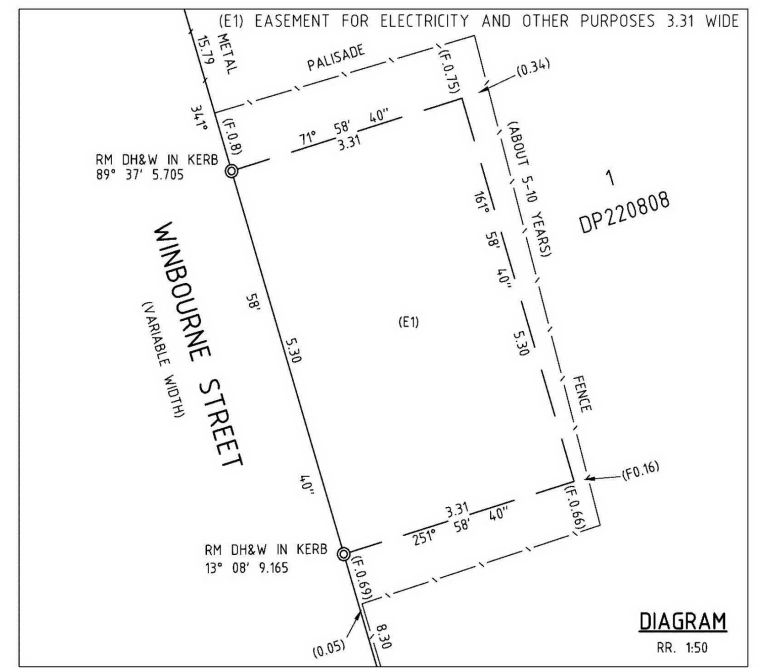 (E1) EASEMENT FOR ELECTRICITY AND OTHER PURPOSES 3.31 WIDE
15.79
METAL
PALISADE
(F.0.75)
(0.34)
341°
(F.0.8)
71° 58' 40"
3.31
RM DH&W IN KERB
89° 37' 5.705
(ABOUT 5-10 YEARS)
1
DP220808
161° 58' 40"
5.30
WINBOURNE STREET
(VARIABLE WIDTH)
58'
5.30
(E1)
40"
FENCE
(F0.16)
3.31
251° 58' 40"
(F.0.66)
RM DH&W IN KERB
13° 08' 9.165
(F.0.69)
(0.05)
8.30
DIAGRAM
RR. 1:50